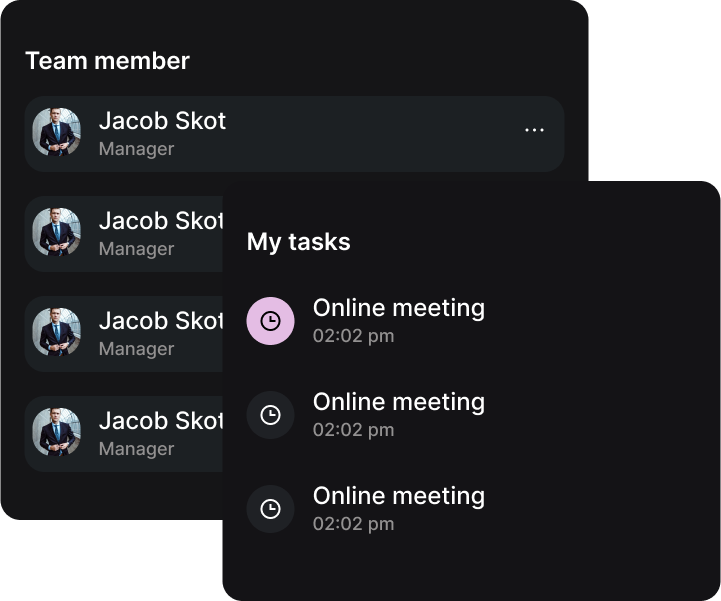 Team member
Jacob Skot
Manager
Jacob Skot
Manager
Jacob Skot
Manager
Jacob Skot
Manager
My tasks
Online meeting
02:02 pm
Online meeting
02:02 pm
Online meeting
02:02 pm